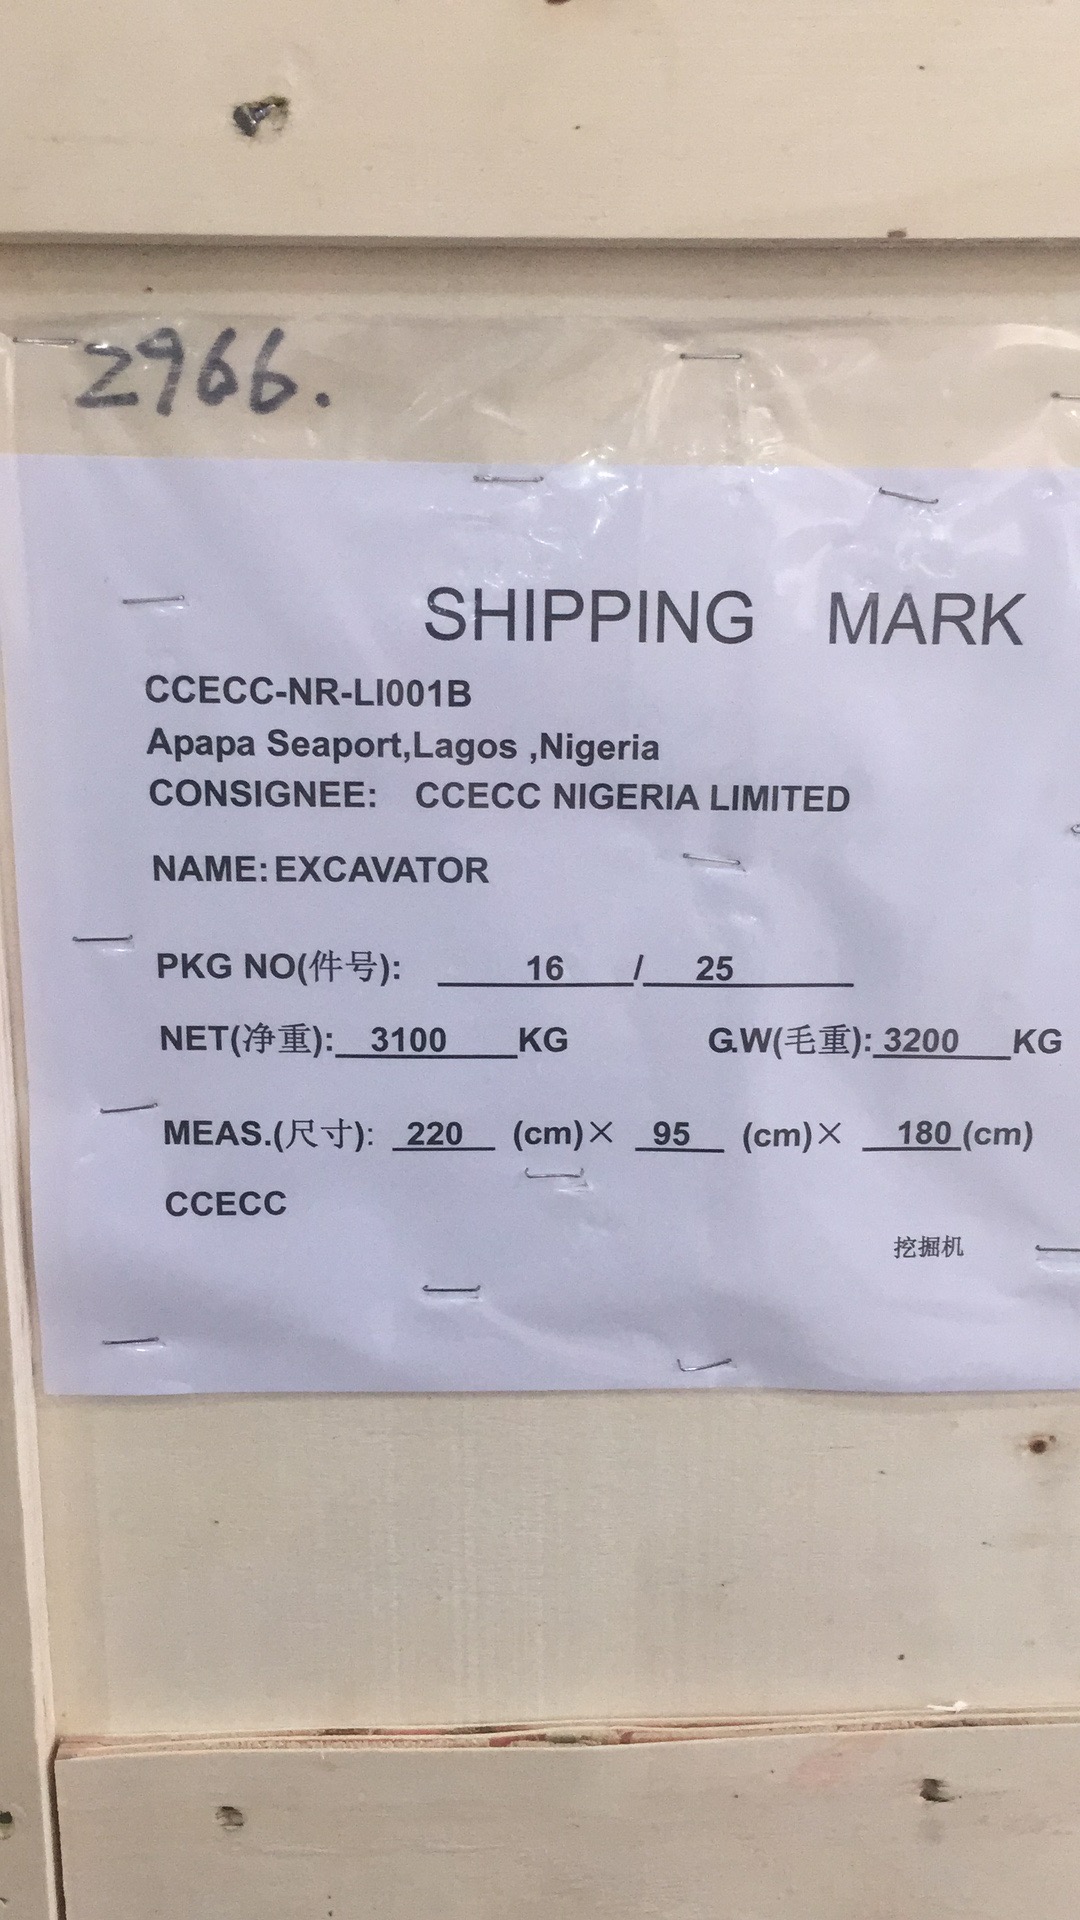 2966.
SHIPPING MARK
CCECC-NR-LI001B
Apapa Seaport,Lagos ,Nigeria
CONSIGNEE: CCECC NIGERIA LIMITED
NAME:EXCAVATOR
PKG NO(件号): 16 / 25
NET(净重): 3100 KG G.W(毛重): 3200 KG
MEAS.(尺寸): 220 (cm)× 95 (cm)× 180 (cm)
CCECC
挖掘机